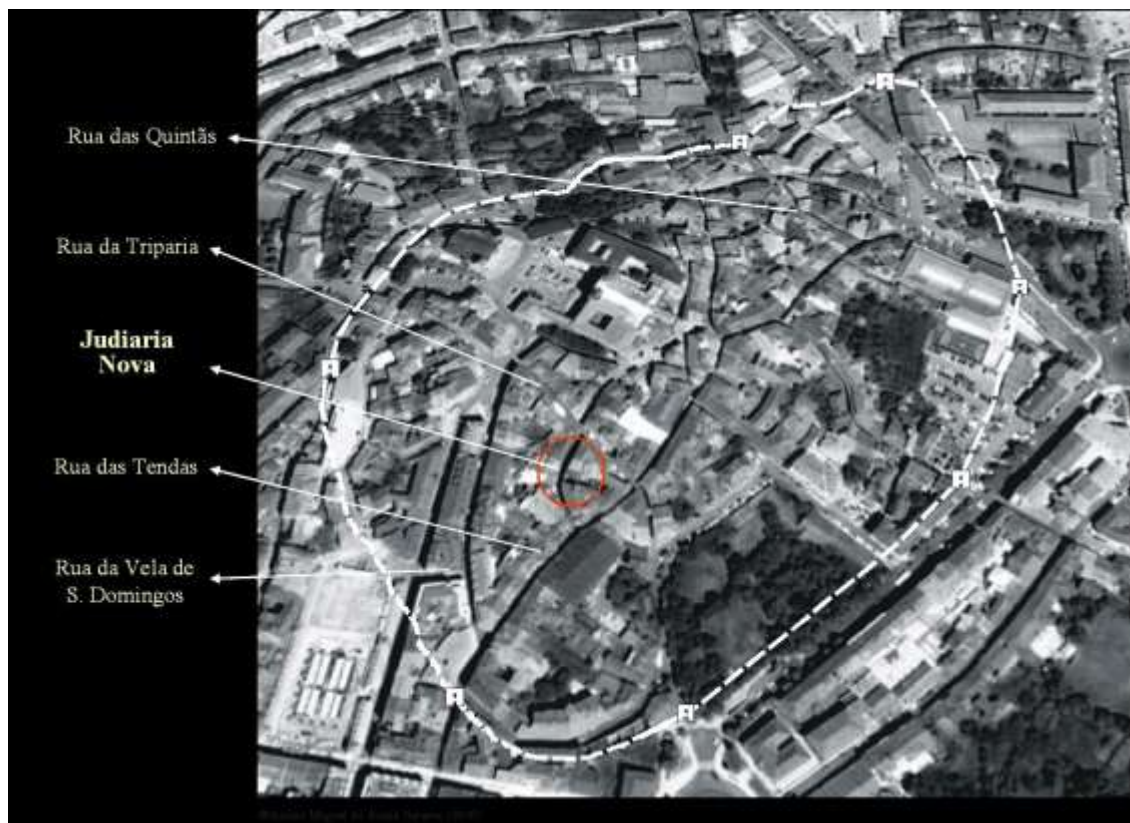 Rua das Quintãs
Rua da Triparia
Judiaria
Nova
Rua das Tendas
Rua da Vela de
S. Domingos